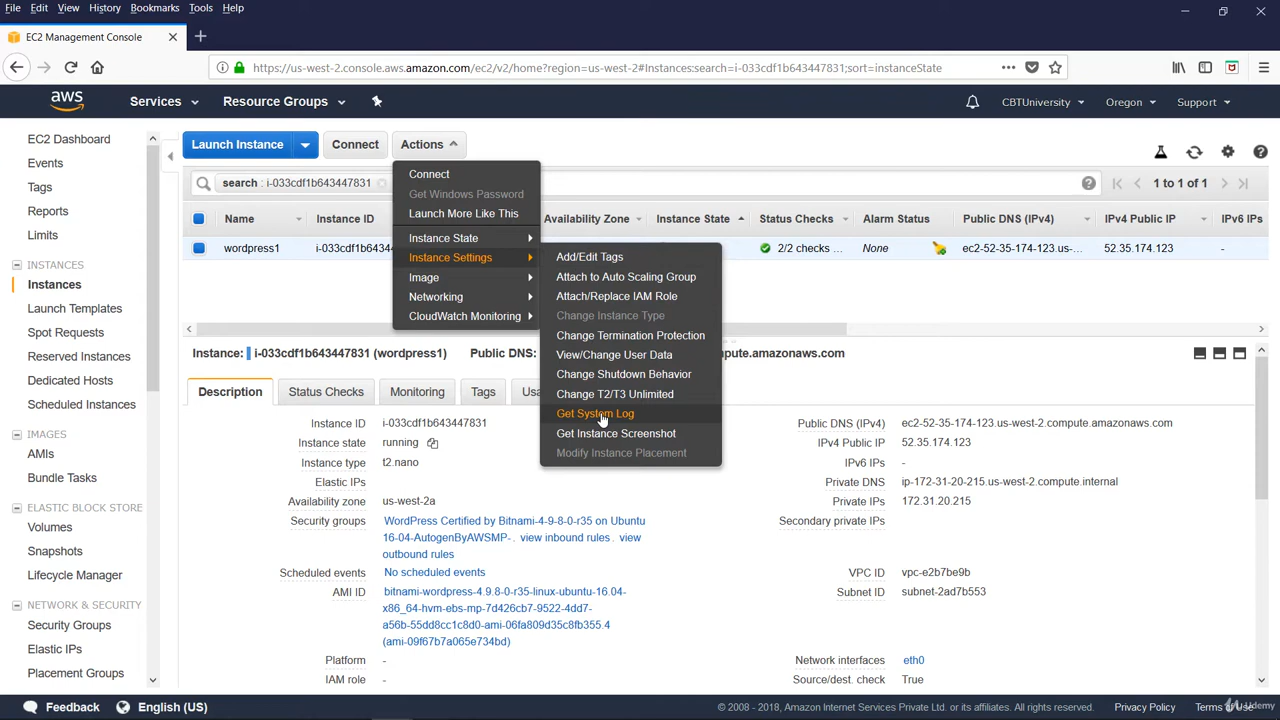 File Edit View History Bookmarks Tools Help
EC2 Management Console
https://us-west-2.console.aws.amazon.com/ec2/v2/home?region=us-west-2#Instances:search=i-033cdf1b643447831;sort=instanceState
aws Services Resource Groups CBTUniversity Oregon Support
EC2 Dashboard
Events
Tags
Reports
Limits
INSTANCES
Instances
Launch Templates
Spot Requests
Reserved Instances
Dedicated Hosts
Scheduled Instances
IMAGES
AMIs
Bundle Tasks
ELASTIC BLOCK STORE
Volumes
Snapshots
Lifecycle Manager
NETWORK & SECURITY
Security Groups
Elastic IPs
Placement Groups
Launch Instance Connect Actions
search : i-033cdf1b643447831
1 to 1 of 1
Name Instance ID Availability Zone Instance State Status Checks Alarm Status Public DNS (IPv4) IPv4 Public IP IPv6 IPs
wordpress1 i-033cdf1b64344 2/2 checks ... None ec2-52-35-174-123.us-... 52.35.174.123 -
Connect
Get Windows Password
Launch More Like This
Instance State
Instance Settings
Image
Networking
CloudWatch Monitoring
Add/Edit Tags
Attach to Auto Scaling Group
Attach/Replace IAM Role
Change Instance Type
Change Termination Protection
View/Change User Data
Change Shutdown Behavior
Change T2/T3 Unlimited
Get System Log
Get Instance Screenshot
Modify Instance Placement
Instance: i-033cdf1b643447831 (wordpress1) Public DNS: compute.amazonaws.com
Description Status Checks Monitoring Tags Usa
Instance ID i-033cdf1b643447831
Instance state running
Instance type t2.nano
Elastic IPs
Availability zone us-west-2a
Security groups WordPress Certified by Bitnami-4-9-8-0-r35 on Ubuntu
16-04-AutogenByAWSMP- . view inbound rules . view
outbound rules
Scheduled events No scheduled events
AMI ID bitnami-wordpress-4.9.8-0-r35-linux-ubuntu-16.04-
x86_64-hvm-ebs-mp-7d426cb7-9522-4dd7-
a56b-55dd8cc1c8d0-ami-06fa809d35c8fb355.4
(ami-09f67b7a065e734bd)
Platform -
IAM role -
Public DNS (IPv4) ec2-52-35-174-123.us-west-2.compute.amazonaws.com
IPv4 Public IP 52.35.174.123
IPv6 IPs -
Private DNS ip-172-31-20-215.us-west-2.compute.internal
Private IPs 172.31.20.215
Secondary private IPs
VPC ID vpc-e2b7be9b
Subnet ID subnet-2ad7b553
Network interfaces eth0
Source/dest. check True
Feedback English (US) © 2008 - 2018, Amazon Internet Services Private Ltd. or its affiliates. All rights reserved. Privacy Policy Terms of Use
Udemy